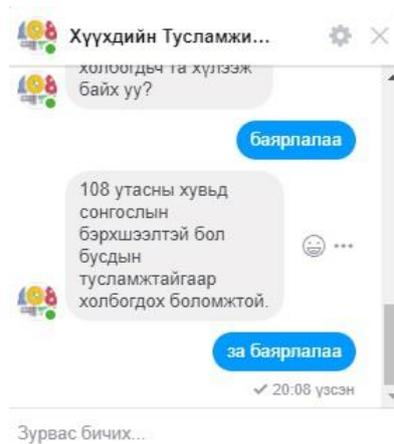 Хүүхдийн Тусламжи...
холбогдьч та хүлээж
байх уу?
баярлалаа
108 утасны хувьд
сонгослын
бэрхшээлтэй бол
бусдын
тусламжтайгаар
холбогдох боломжтой.
за баярлалаа
✓ 20:08 үзсэн
Зурвас бичих...